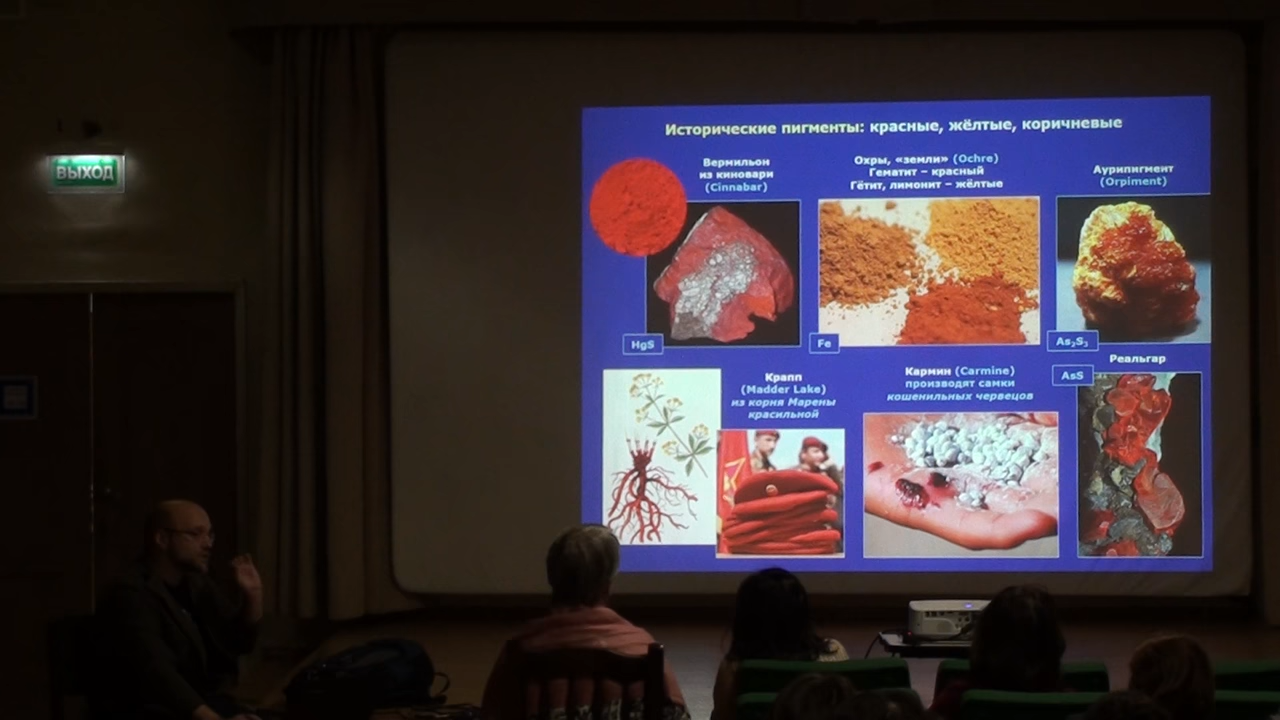 ВЫХОД
Исторические пигменты: красные, жёлтые, коричневые
Вермильон
из киновари
(Cinnabar)
HgS
Охры, «земли» (Ochre)
Гематит – красный
Гётит, лимонит – жёлтые
Fe
Аурипигмент
(Orpiment)
As₂S₃
Крапп
(Madder Lake)
из корня Марены
красильной
Кармин (Carmine)
производят самки
кошенильных червецов
Реальгар
AsS